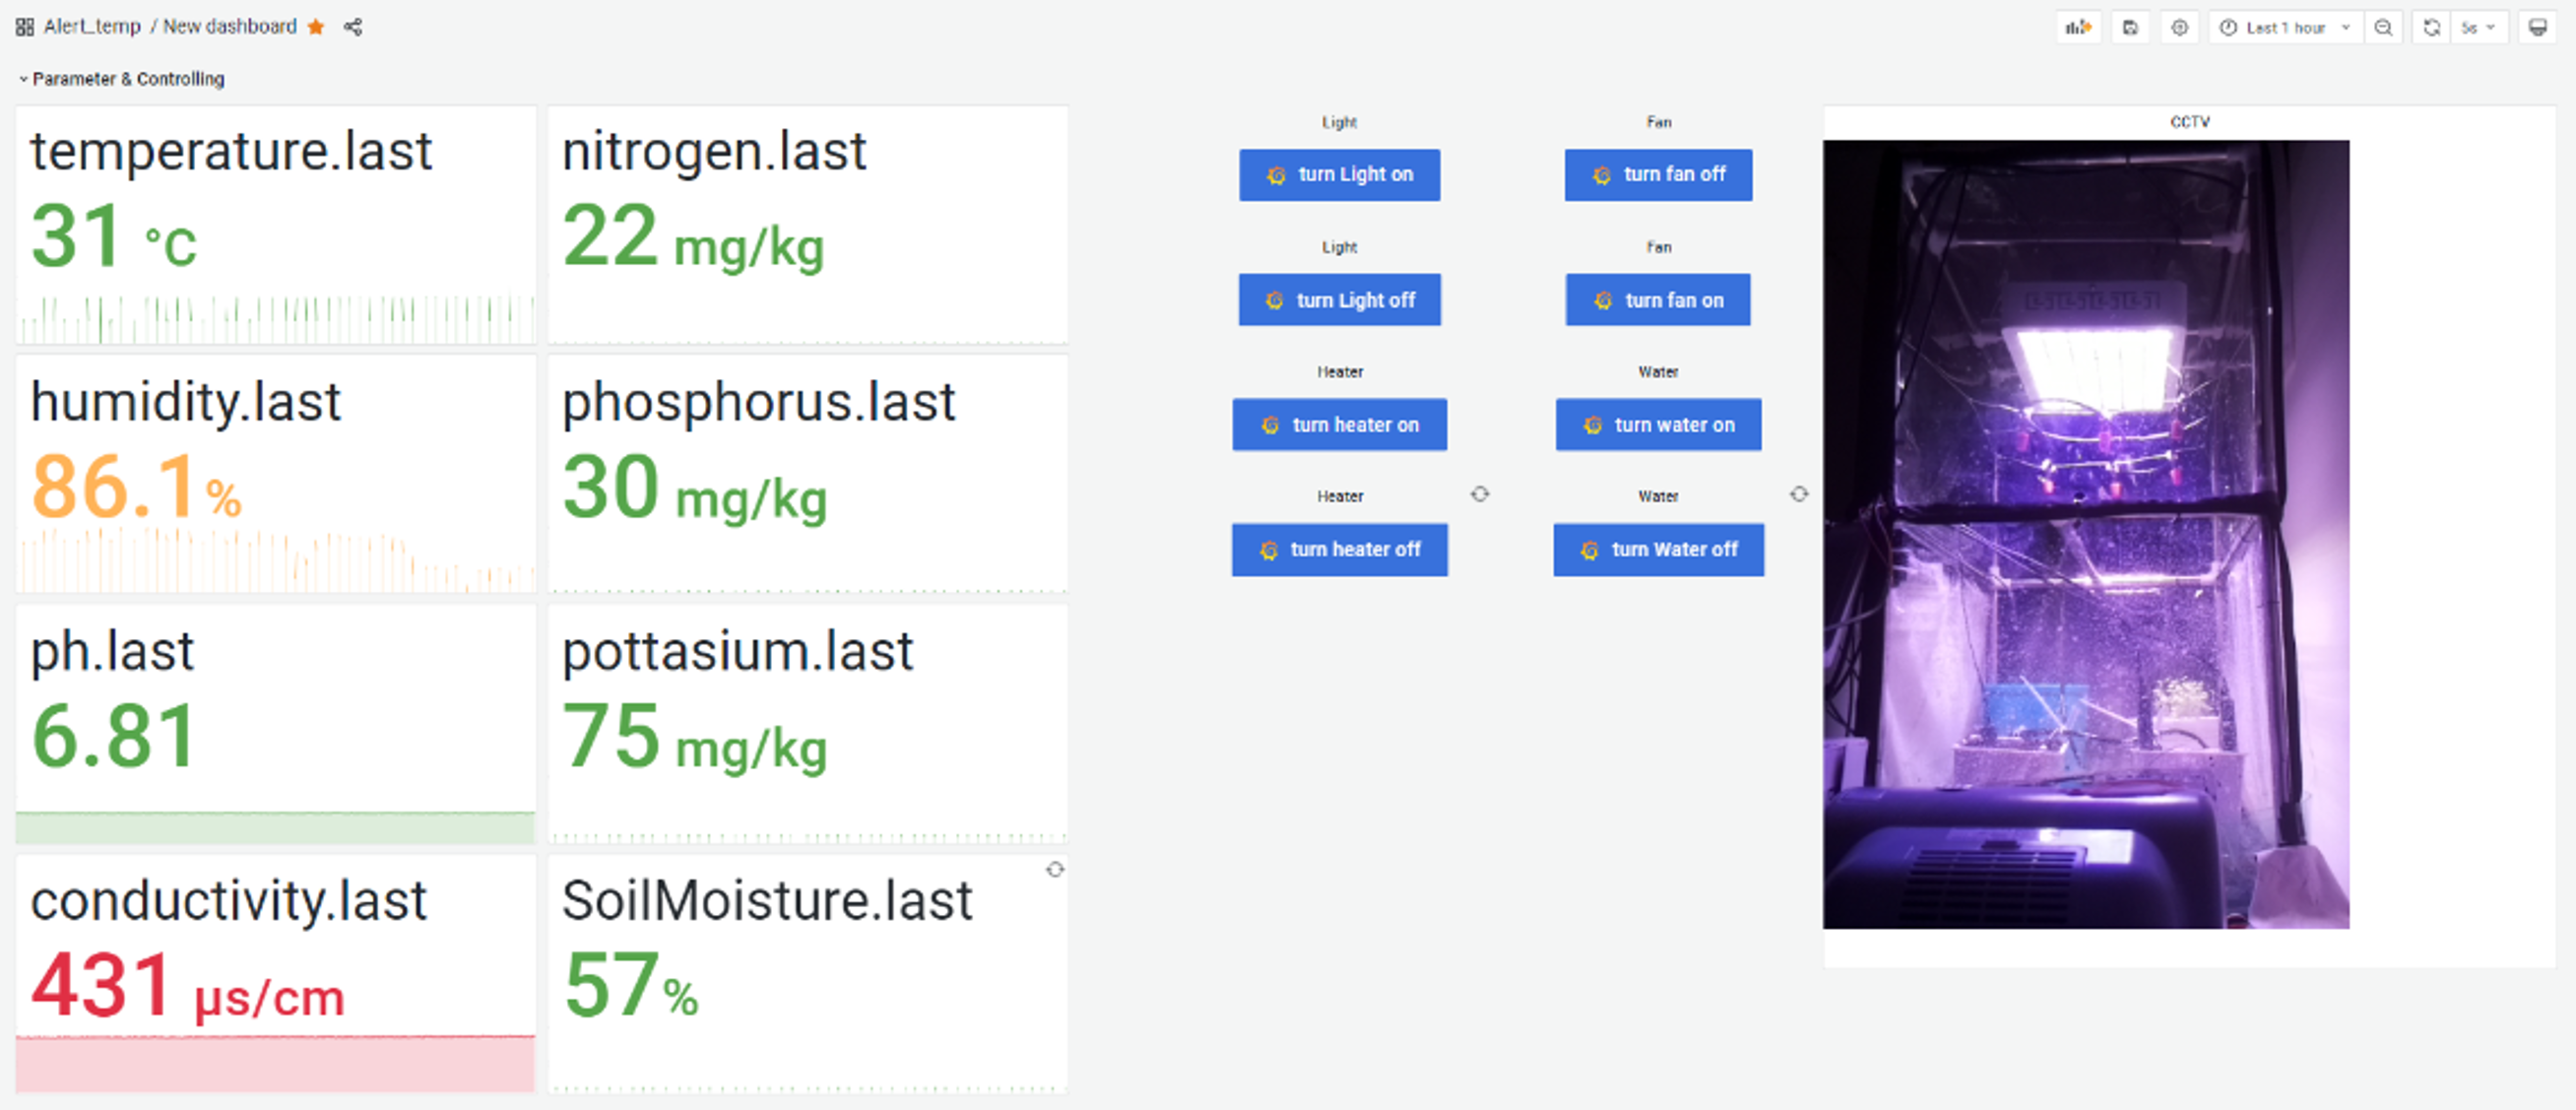 Alert_temp / New dashboard
Last 1 hour
5s
Parameter & Controlling
temperature.last
31 °C
nitrogen.last
22 mg/kg
humidity.last
86.1%
phosphorus.last
30 mg/kg
ph.last
6.81
pottasium.last
75 mg/kg
conductivity.last
431 µs/cm
SoilMoisture.last
57%
Light
turn Light on
Fan
turn fan off
Light
turn Light off
Fan
turn fan on
Heater
turn heater on
Water
turn water on
Heater
turn heater off
Water
turn Water off
CCTV